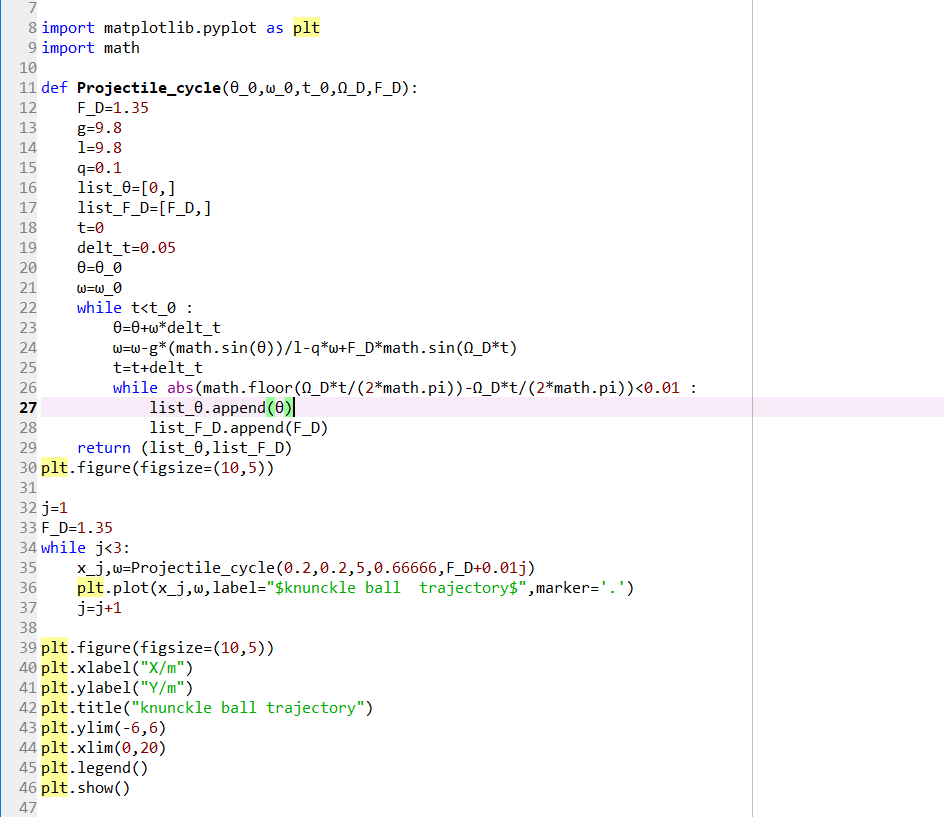 7
8 import matplotlib.pyplot as plt
9 import math
10
11 def Projectile_cycle(θ_0,ω_0,t_0,Ω_D,F_D):
12     F_D=1.35
13     g=9.8
14     l=9.8
15     q=0.1
16     list_θ=[0,]
17     list_F_D=[F_D,]
18     t=0
19     delt_t=0.05
20     θ=θ_0
21     ω=ω_0
22     while t<t_0 :
23         θ=θ+ω*delt_t
24         ω=ω-g*(math.sin(θ))/l-q*ω+F_D*math.sin(Ω_D*t)
25         t=t+delt_t
26         while abs(math.floor(Ω_D*t/(2*math.pi))-Ω_D*t/(2*math.pi))<0.01 :
27             list_θ.append(θ)
28             list_F_D.append(F_D)
29     return (list_θ,list_F_D)
30 plt.figure(figsize=(10,5))
31
32 j=1
33 F_D=1.35
34 while j<3:
35     x_j,ω=Projectile_cycle(0.2,0.2,5,0.66666,F_D+0.01j)
36     plt.plot(x_j,ω,label="$knunckle ball  trajectory$",marker='.')
37     j=j+1
38
39 plt.figure(figsize=(10,5))
40 plt.xlabel("X/m")
41 plt.ylabel("Y/m")
42 plt.title("knunckle ball trajectory")
43 plt.ylim(-6,6)
44 plt.xlim(0,20)
45 plt.legend()
46 plt.show()
47